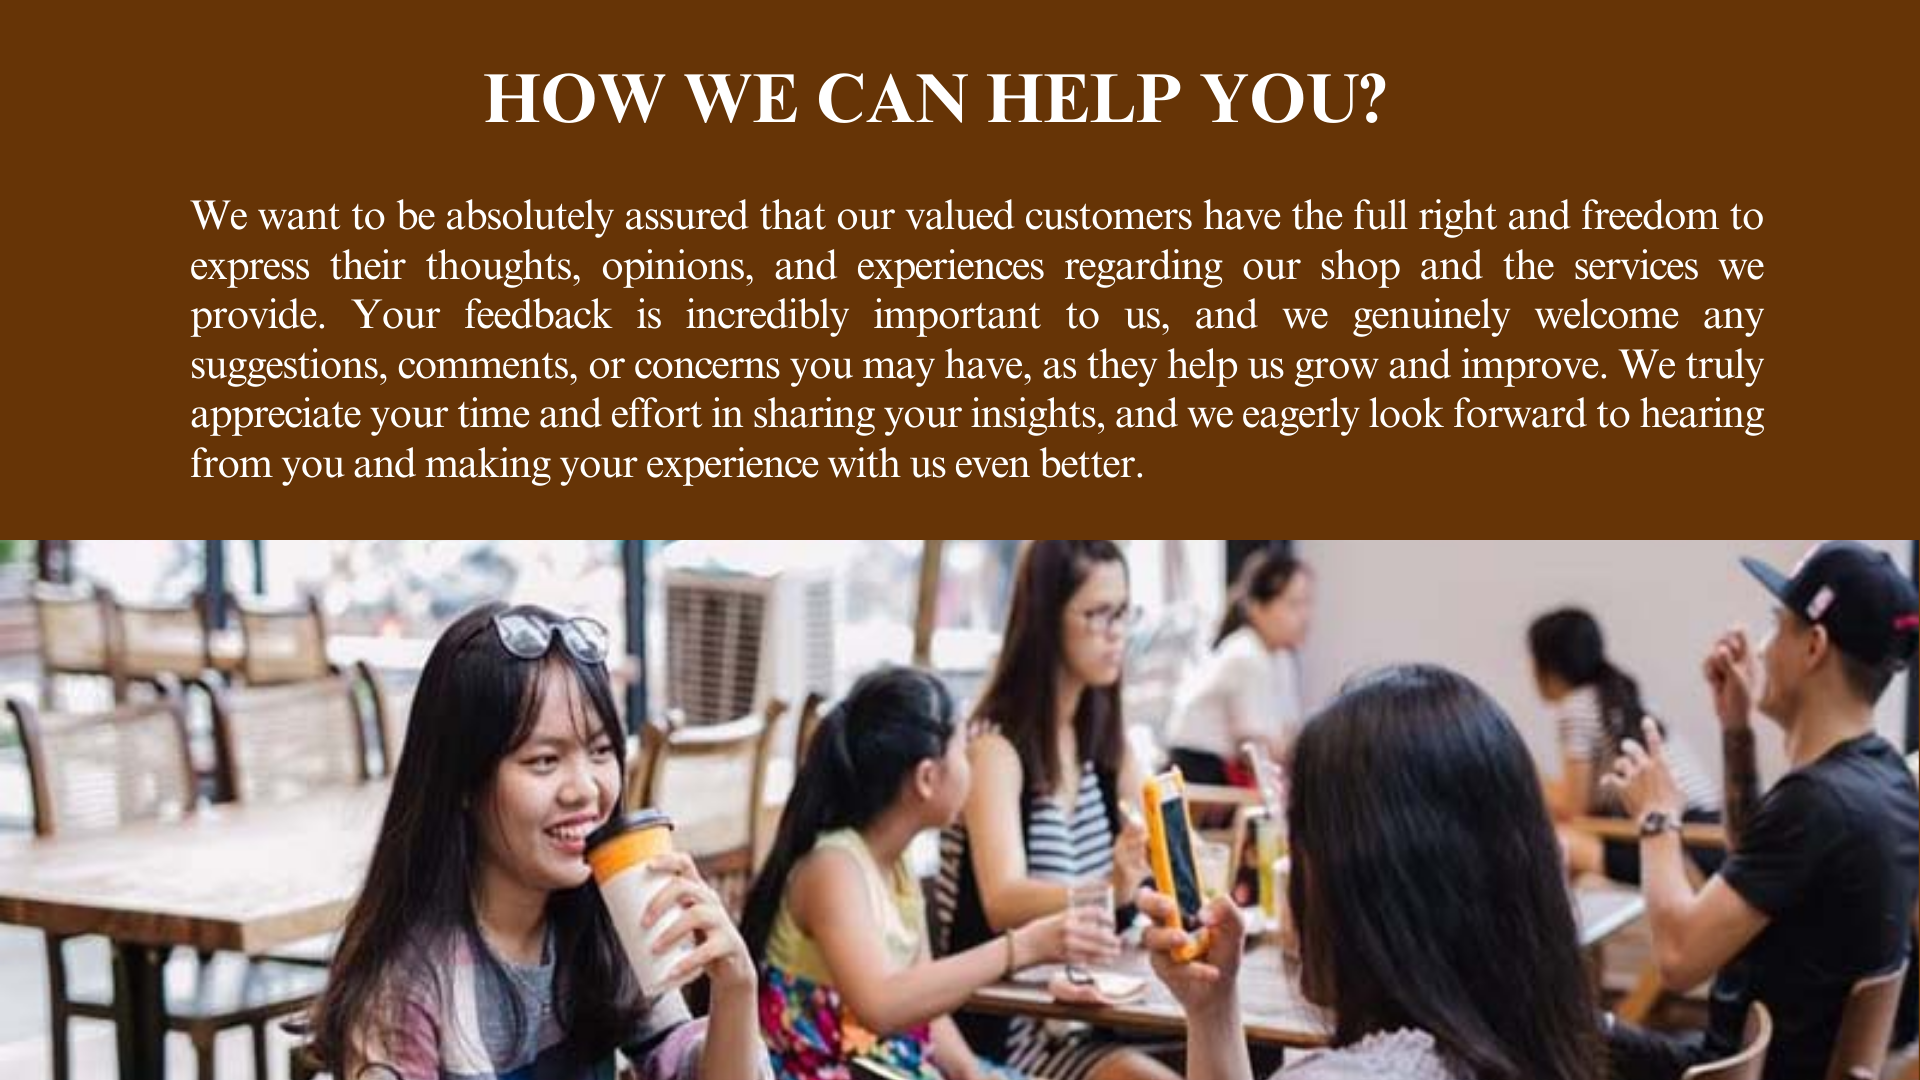 HOW WE CAN HELP YOU?
We want to be absolutely assured that our valued customers have the full right and freedom to
express their thoughts, opinions, and experiences regarding our shop and the services we
provide. Your feedback is incredibly important to us, and we genuinely welcome any
suggestions, comments, or concerns you may have, as they help us grow and improve. We truly
appreciate your time and effort in sharing your insights, and we eagerly look forward to hearing
from you and making your experience with us even better.